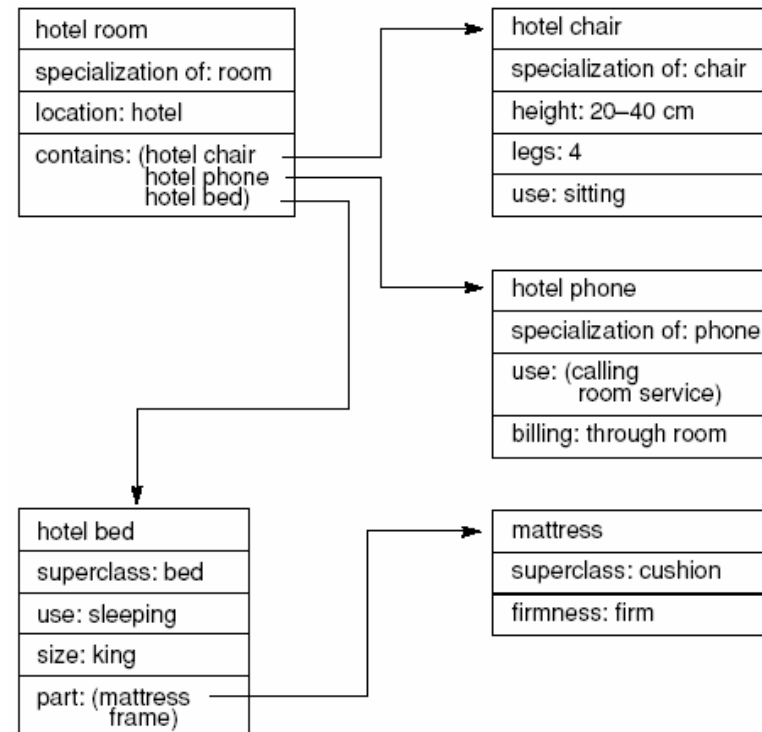 hotel room
specialization of: room
location: hotel
contains: (hotel chair
hotel phone
hotel bed)
hotel chair
specialization of: chair
height: 20–40 cm
legs: 4
use: sitting
hotel phone
specialization of: phone
use: (calling
room service)
billing: through room
hotel bed
superclass: bed
use: sleeping
size: king
part: (mattress
frame)
mattress
superclass: cushion
firmness: firm